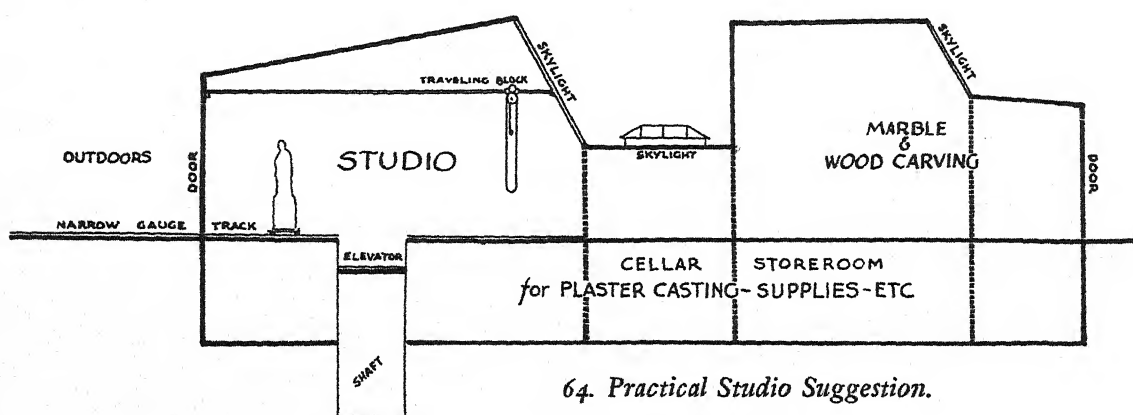 SKYLIGHT
SKYLIGHT
TRAVELING BLOCK
OUTDOORS
DOOR
STUDIO
SKYLIGHT
MARBLE
&
WOOD CARVING
DOOR
NARROW GAUGE TRACK
ELEVATOR
CELLAR STOREROOM
for PLASTER CASTING - SUPPLIES - ETC
SHAFT
64. Practical Studio Suggestion.